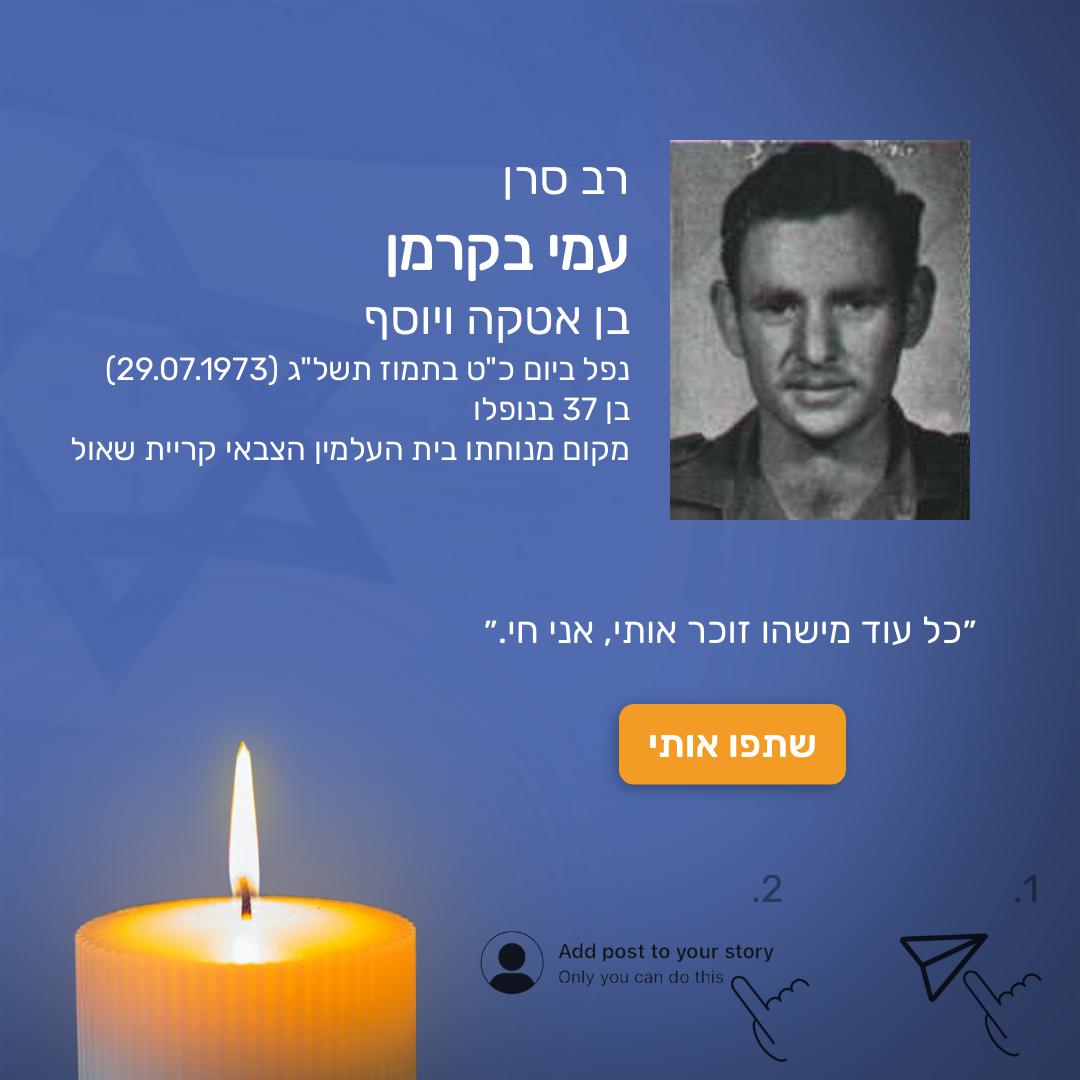 רב סרן
עמי בקרמן
בן אטקה ויוסף
נפל ביום כ"ט בתמוז תשל"ג (29.07.1973)
בן 37 בנופלו
מקום מנוחתו בית העלמין הצבאי קריית שאול
״כל עוד מישהו זוכר אותי, אני חי.״
שתפו אותי
1.
2.
Add post to your story
Only you can do this